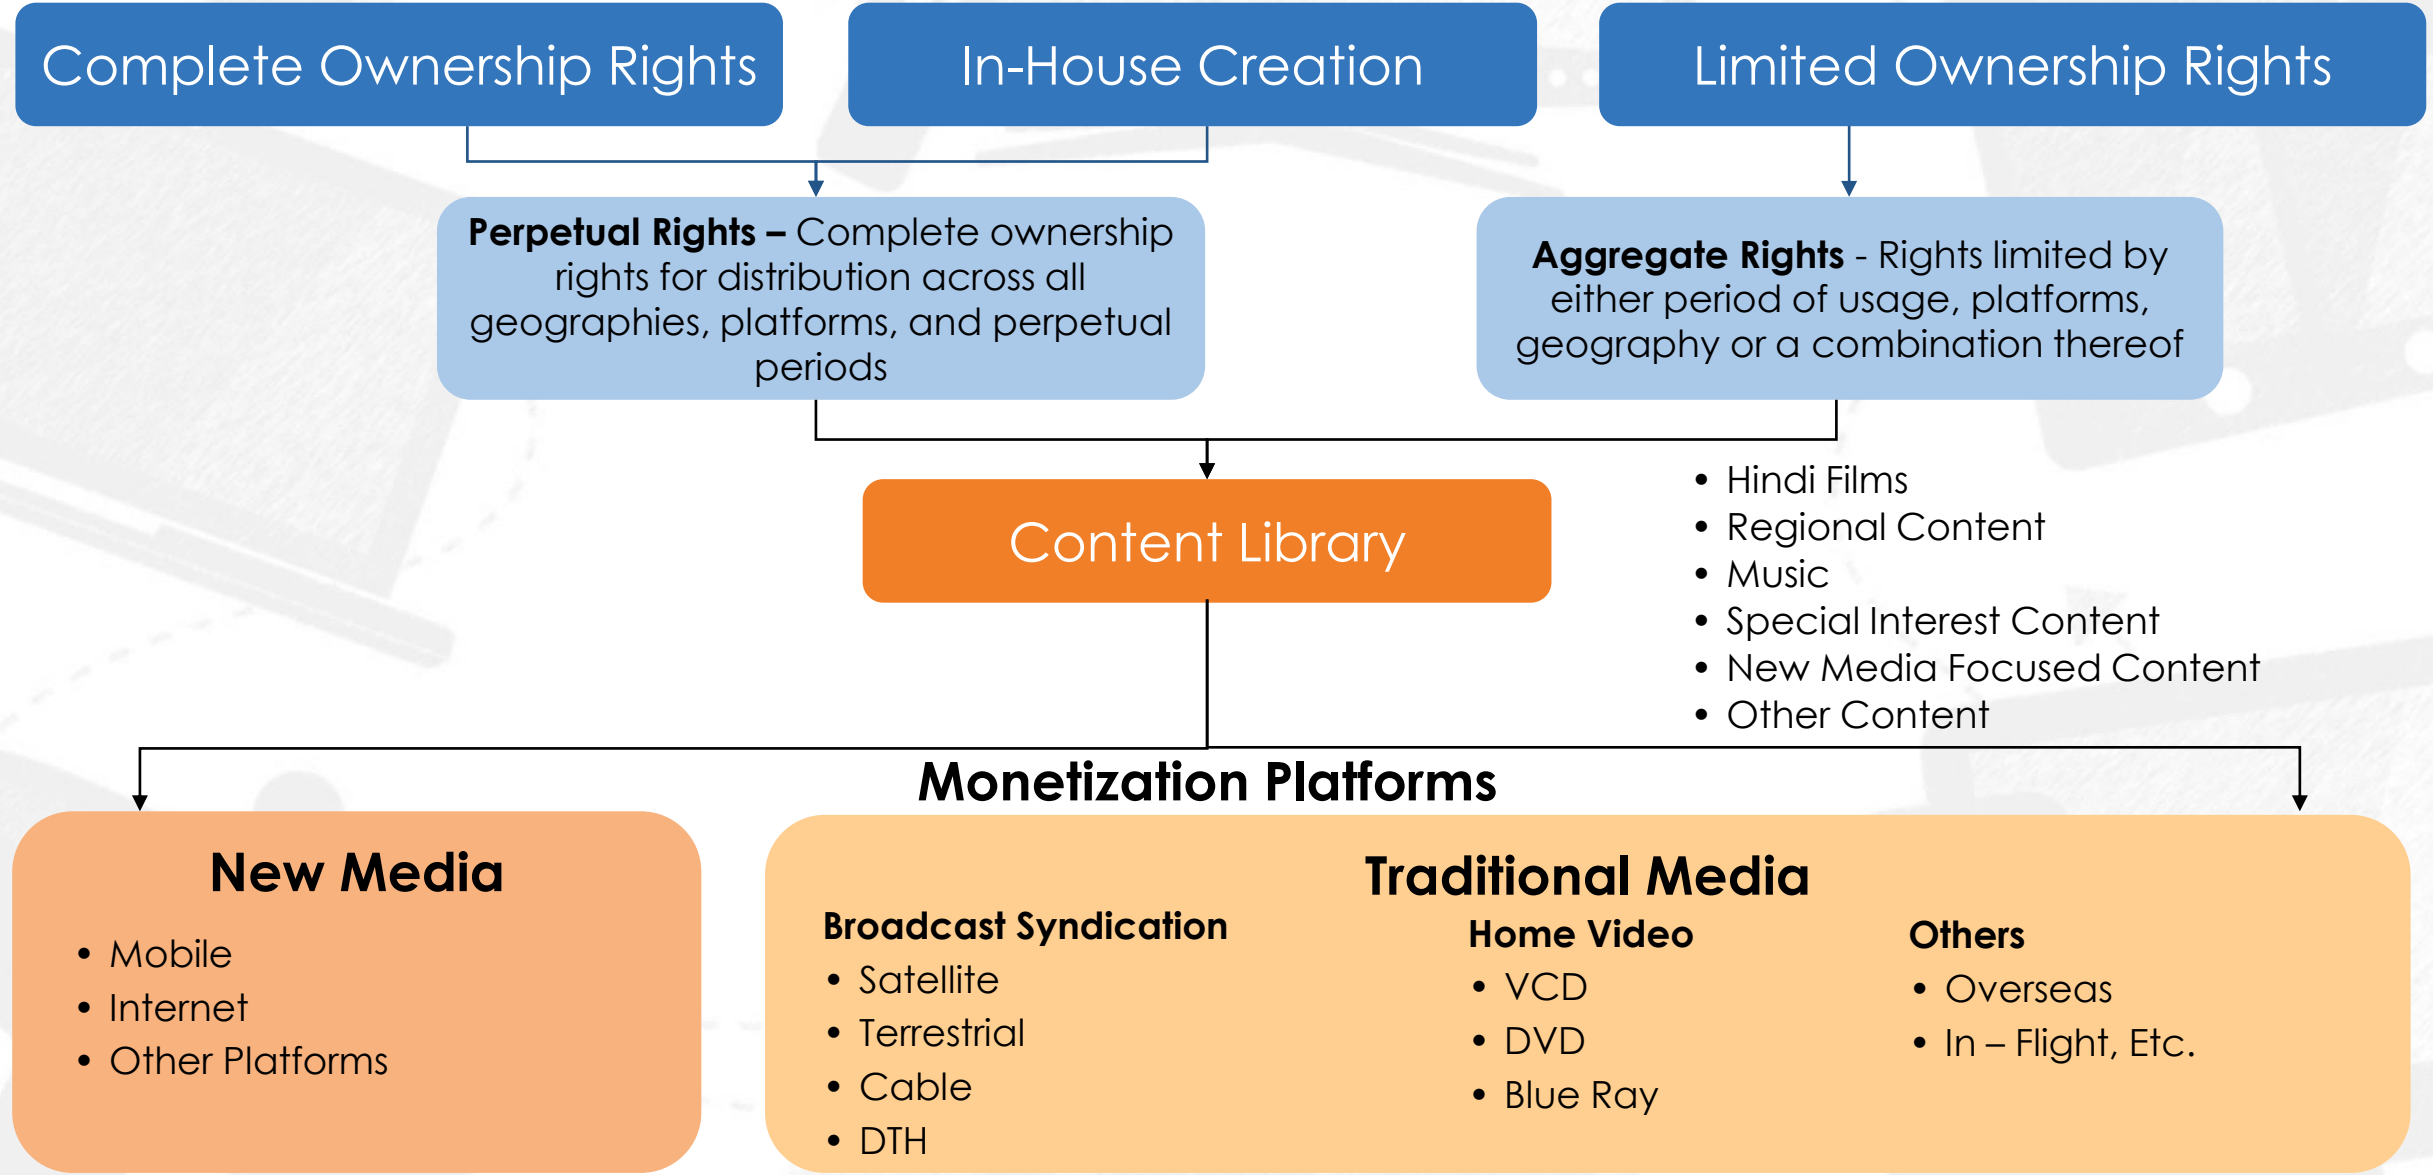 Complete Ownership Rights
In-House Creation
Limited Ownership Rights
Perpetual Rights – Complete ownership
rights for distribution across all
geographies, platforms, and perpetual
periods
Aggregate Rights - Rights limited by
either period of usage, platforms,
geography or a combination thereof
Content Library
• Hindi Films
• Regional Content
• Music
• Special Interest Content
• New Media Focused Content
• Other Content
Monetization Platforms
New Media
• Mobile
• Internet
• Other Platforms
Traditional Media
Broadcast Syndication
• Satellite
• Terrestrial
• Cable
• DTH
Home Video
• VCD
• DVD
• Blue Ray
Others
• Overseas
• In – Flight, Etc.